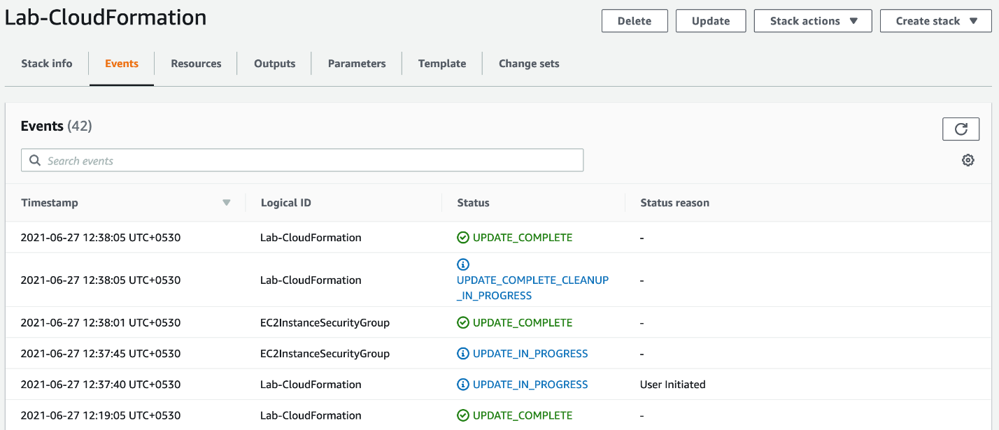 Lab-CloudFormation
Delete Update Stack actions Create stack
Stack info Events Resources Outputs Parameters Template Change sets
Events (42)
Search events
Timestamp Logical ID Status Status reason
2021-06-27 12:38:05 UTC+0530 Lab-CloudFormation UPDATE_COMPLETE -
2021-06-27 12:38:05 UTC+0530 Lab-CloudFormation UPDATE_COMPLETE_CLEANUP -
_IN_PROGRESS
2021-06-27 12:38:01 UTC+0530 EC2InstanceSecurityGroup UPDATE_COMPLETE -
2021-06-27 12:37:45 UTC+0530 EC2InstanceSecurityGroup UPDATE_IN_PROGRESS -
2021-06-27 12:37:40 UTC+0530 Lab-CloudFormation UPDATE_IN_PROGRESS User Initiated
2021-06-27 12:19:05 UTC+0530 Lab-CloudFormation UPDATE_COMPLETE -